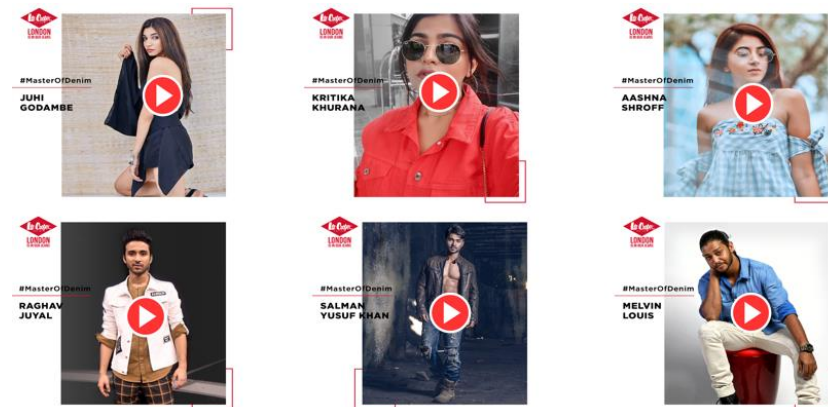 Lee Cooper
LONDON
#MasterOfDenim
JUHI
GODAMBE
Lee Cooper
LONDON
#MasterOfDenim
KRITIKA
KHURANA
Lee Cooper
LONDON
#MasterOfDenim
AASHNA
SHROFF
Lee Cooper
LONDON
#MasterOfDenim
RAGHAV
JUYAL
Lee Cooper
LONDON
#MasterOfDenim
SALMAN
YUSUF KHAN
Lee Cooper
LONDON
#MasterOfDenim
MELVIN
LOUIS